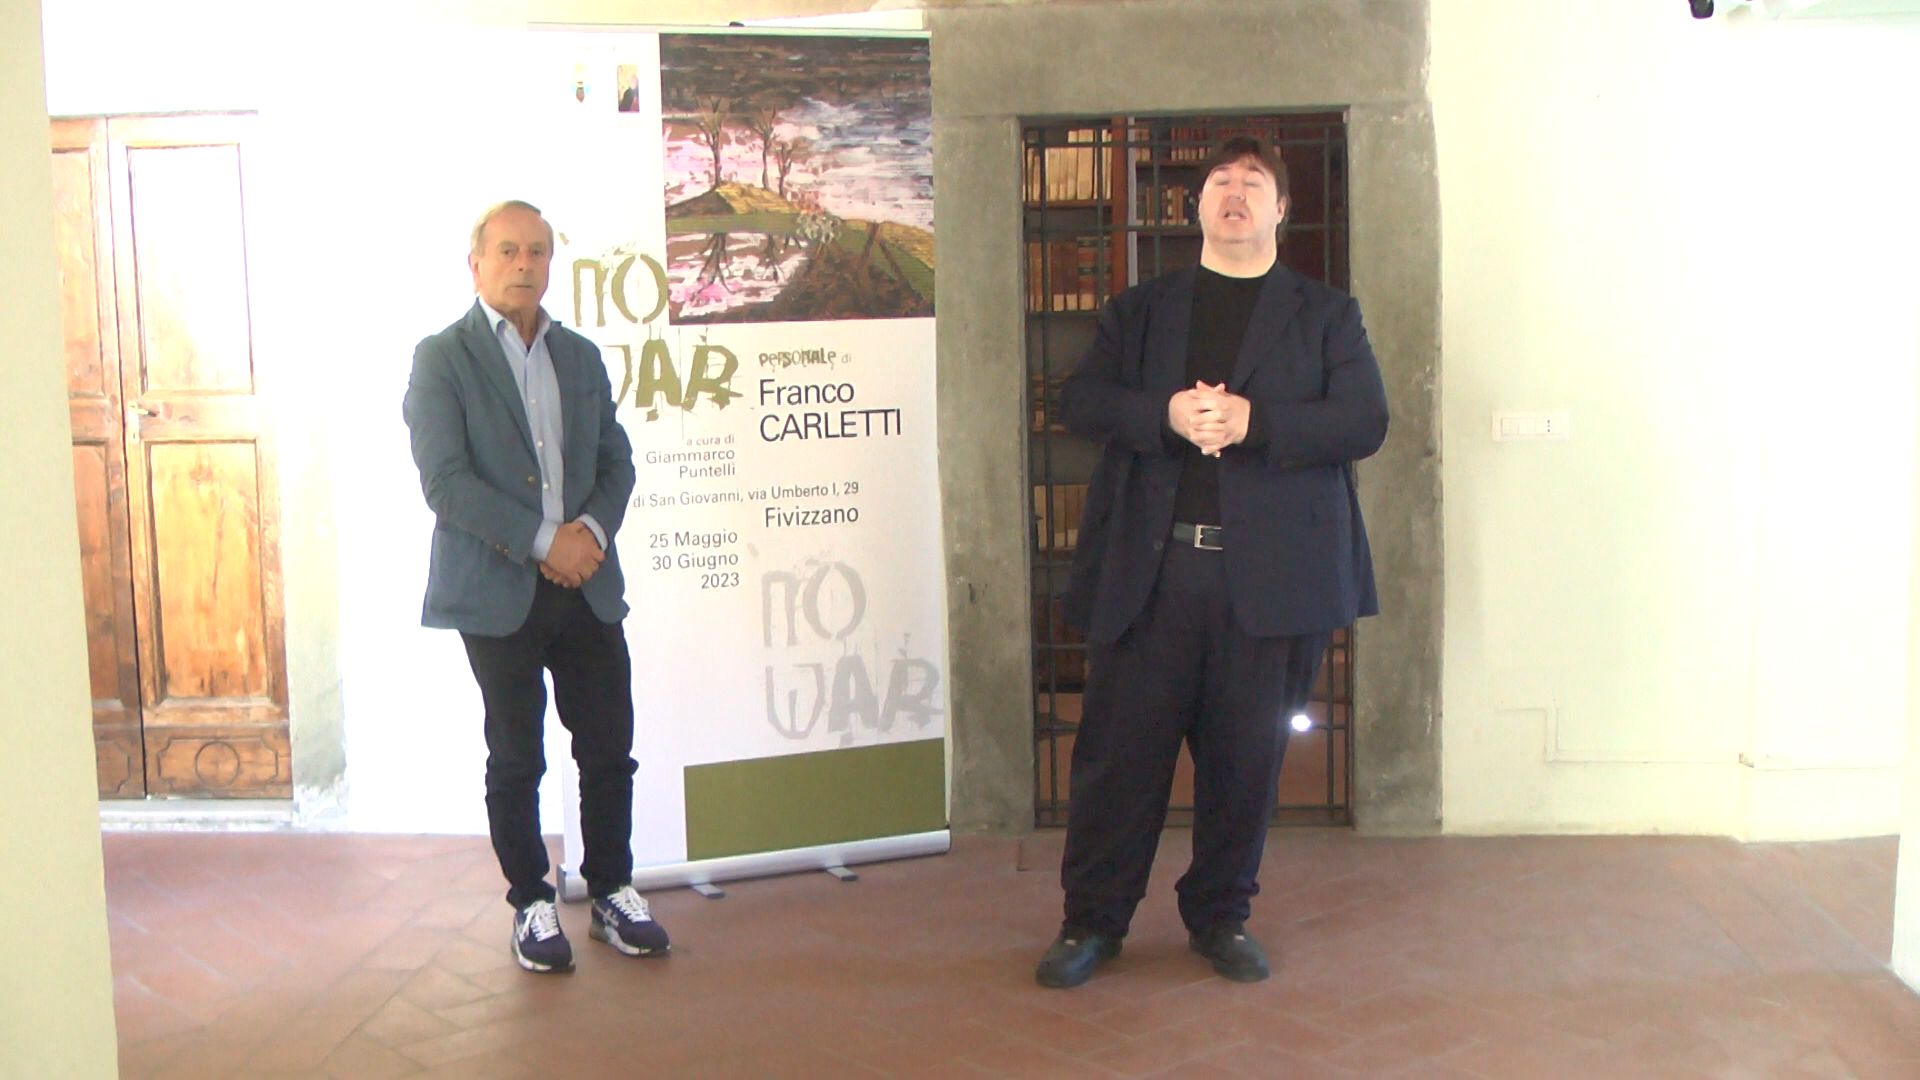 NO
WAR
PERSONALE di
Franco
CARLETTI
a cura di
Giammarco
Puntelli
di San Giovanni, via Umberto I, 29
Fivizzano
25 Maggio
30 Giugno
2023
NO
WAR